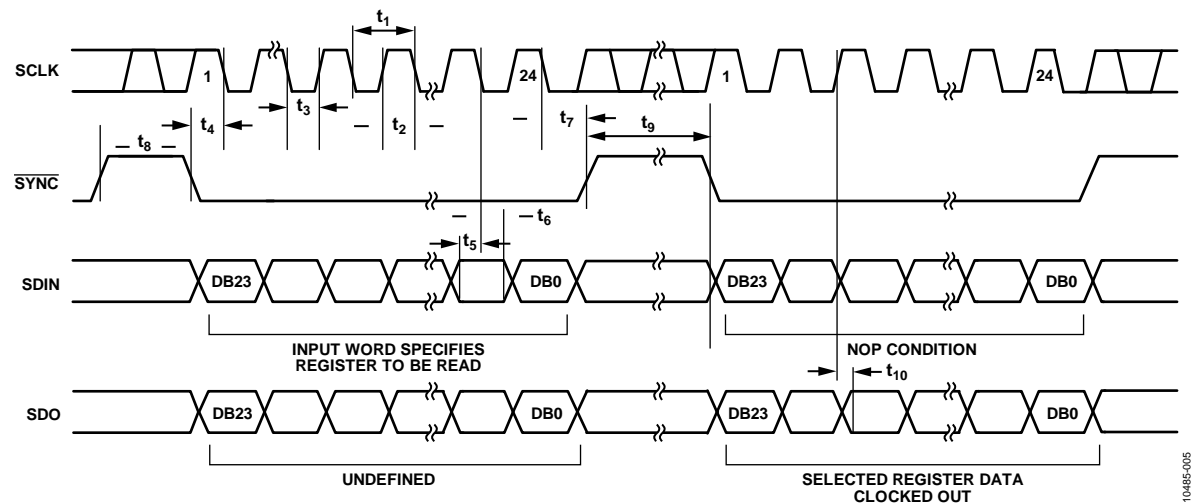 t1
SCLK
1
24
1
24
t3
t4
t2
t7
t9
t8
SYNC
t6
t5
SDIN
DB23
DB0
DB23
DB0
INPUT WORD SPECIFIES
REGISTER TO BE READ
NOP CONDITION
t10
SDO
DB23
DB0
DB23
DB0
UNDEFINED
SELECTED REGISTER DATA
CLOCKED OUT
10485-005